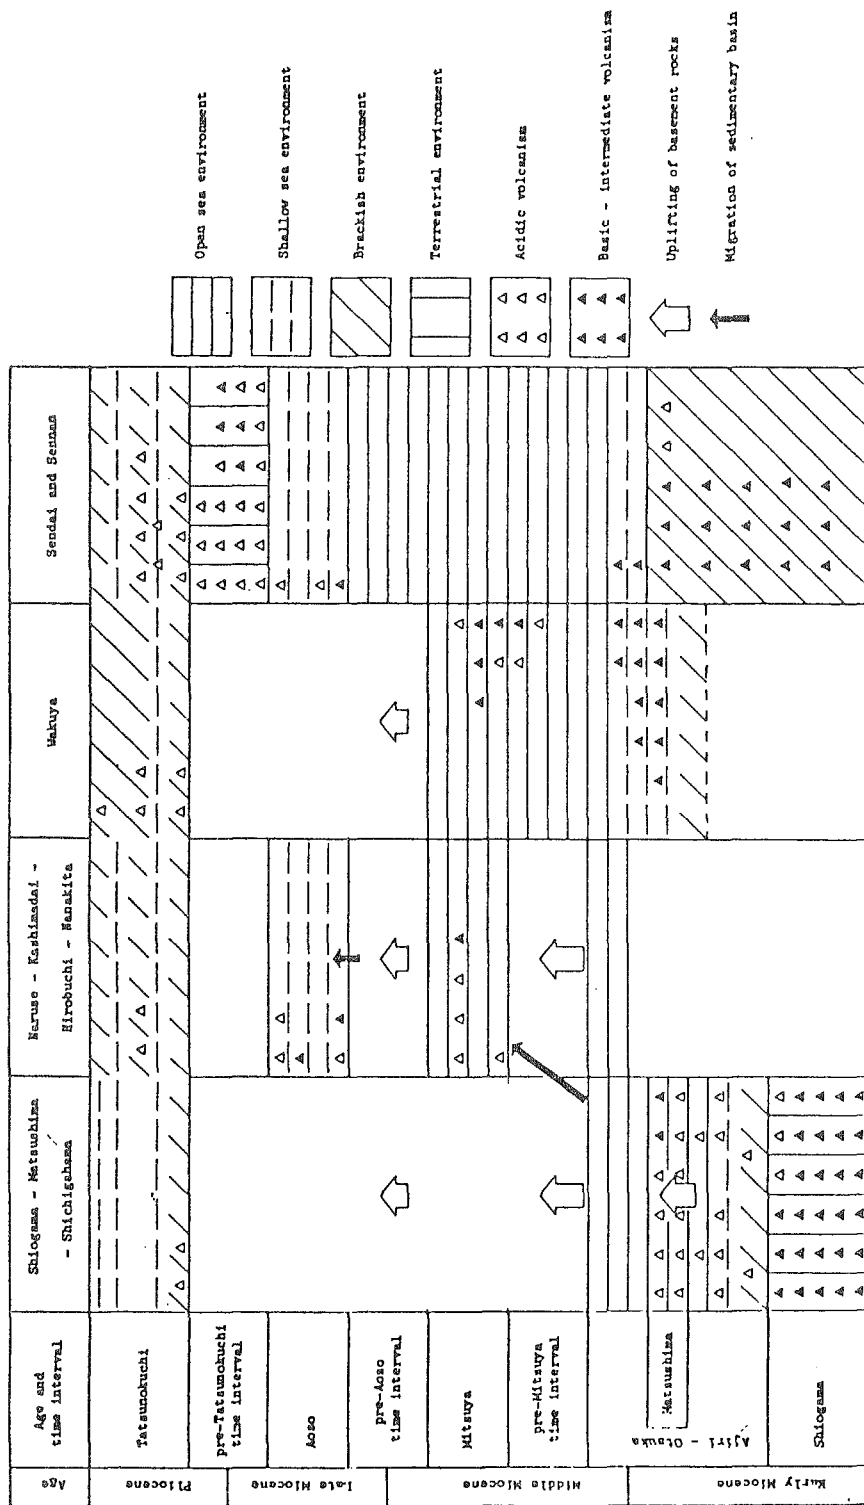 Age
Age and
time interval
Shiogama - Matsushima
- Shichigahama
Naruse - Kashimadai -
Hirobuchi - Nanakita
Wakuya
Sendai and Sennan
Pliocene
Late Miocene
Middle Miocene
Kurly Miocene
Tatsunokuchi
pre-Tatsunokuchi
time interval
Aoso
pre-Aoso
time interval
Mitsuya
pre-Mitsuya
time interval
Matsushima
Ajiri - Otsuka
Shiogama
Opan sea environment
Shallow sea environment
Brackish environment
Terrestrial environment
Acidic volcanism
Basic - intermediate volcanism
Uplifting of basement rocks
Migration of sedimentary basin